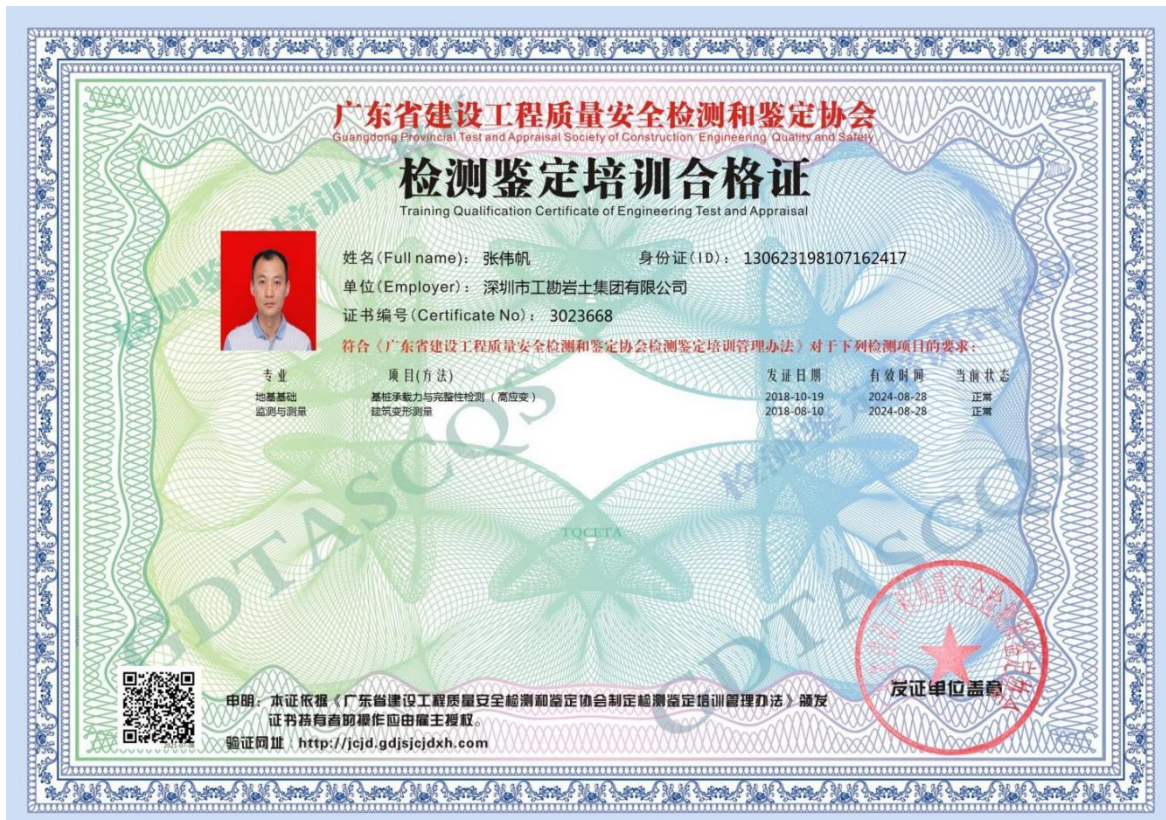 广东省建设工程质量安全检测和鉴定协会
Guangdong Provincial Test and Appraisal Society of Construction Engineering Quality and Safety
检测鉴定培训合格证
Training Qualification Certificate of Engineering Test and Appraisal
姓名(Full name)： 张伟帆 身份证(ID)： 130623198107162417
单位(Employer)： 深圳市工勘岩土集团有限公司
证书编号(Certificate No)： 3023668
符合《广东省建设工程质量安全检测和鉴定协会检测鉴定培训管理办法》对于下列检测项目的要求：
专业 项目(方法) 发证日期 有效时间 当前状态
地基基础 基桩承载力与完整性检测（高应变） 2018-10-19 2024-08-28 正常
监测与测量 建筑变形测量 2018-08-10 2024-08-28 正常
GDTASCQS
GDTASCQS
TQCETA
发证单位盖章
申明：本证依据《广东省建设工程质量安全检测和鉴定协会制定检测鉴定培训管理办法》颁发
证书持有者的操作应由雇主授权。
验证网址：http://jcjd.gdjsjcjdxh.com